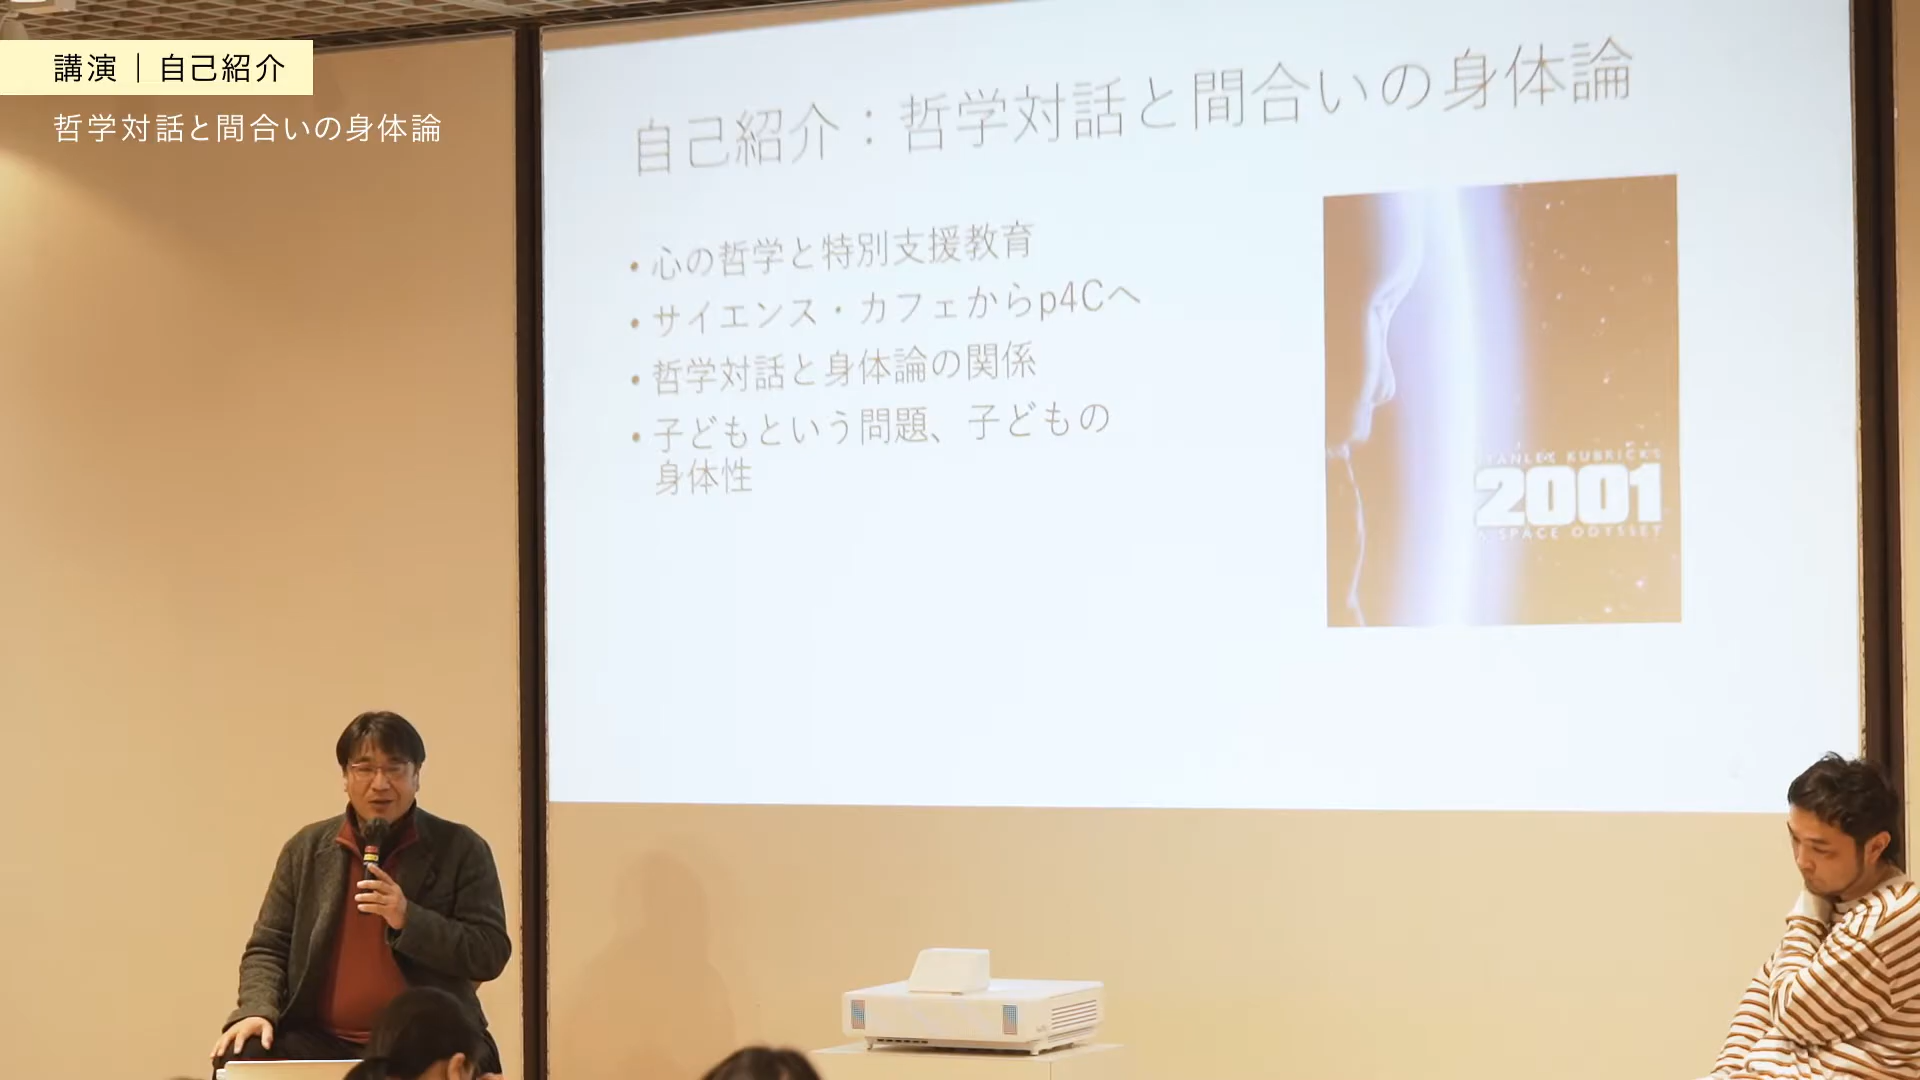 講演｜自己紹介
哲学対話と間合いの身体論
自己紹介：哲学対話と間合いの身体論
• 心の哲学と特別支援教育
• サイエンス・カフェからp4Cへ
• 哲学対話と身体論の関係
• 子どもという問題、子どもの
身体性
STANLEY KUBRICK'S
2001
A SPACE ODYSSEY